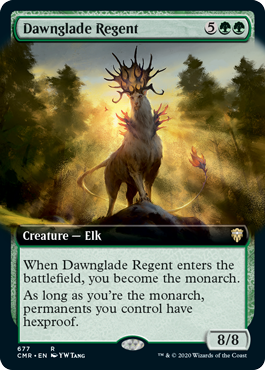 Dawnglade Regent 5
Creature — Elk
When Dawnglade Regent enters the
battlefield, you become the monarch.
As long as you're the monarch,
permanents you control have
hexproof.
8/8
677 R
CMR • EN YW Tang
™ & © 2020 Wizards of the Coast